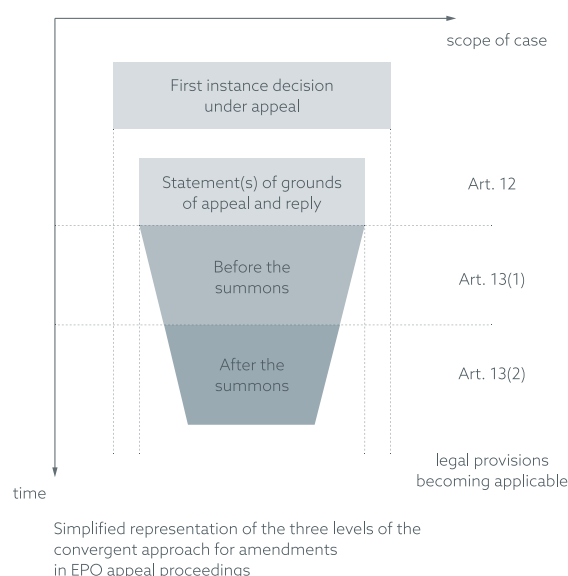 scope of case
First instance decision
under appeal
Statement(s) of grounds
of appeal and reply
Art. 12
Before the
summons
Art. 13(1)
After the
summons
Art. 13(2)
legal provisions
becoming applicable
time
Simplified representation of the three levels of the
convergent approach for amendments
in EPO appeal proceedings